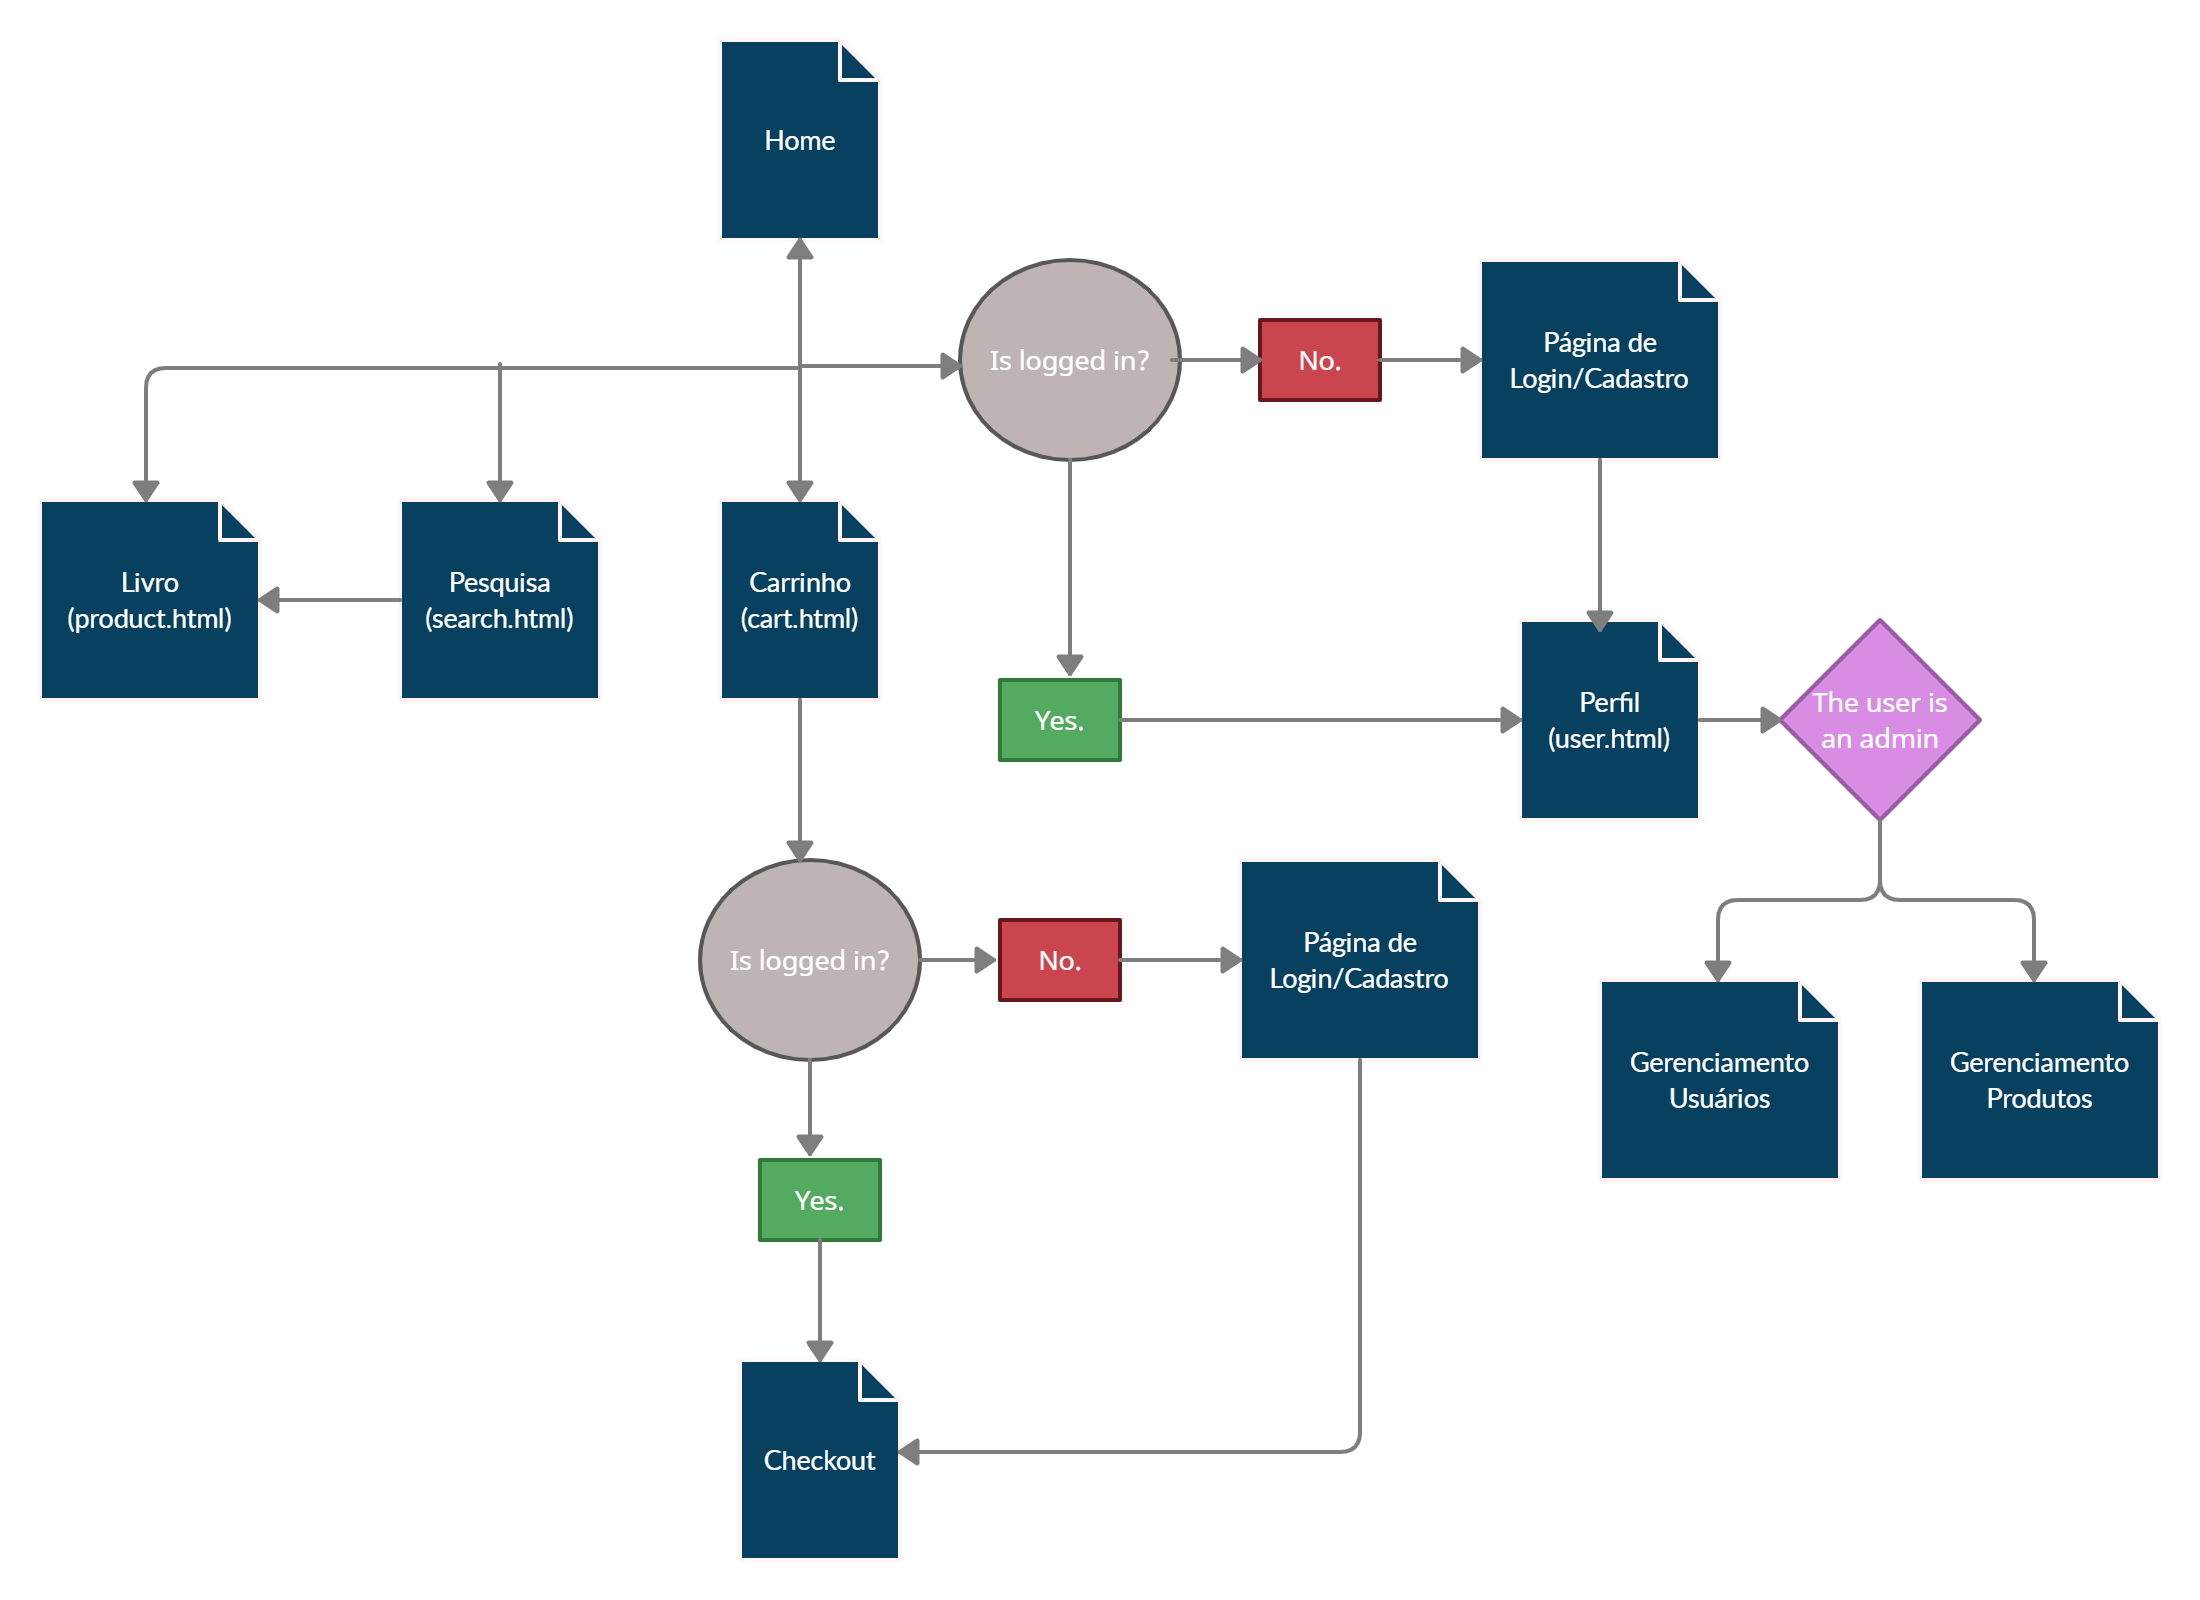 Home
Is logged in?
No.
Página de
Login/Cadastro
Livro
(product.html)
Pesquisa
(search.html)
Carrinho
(cart.html)
Yes.
Perfil
(user.html)
The user is
an admin
Is logged in?
No.
Página de
Login/Cadastro
Gerenciamento
Usuários
Gerenciamento
Produtos
Yes.
Checkout